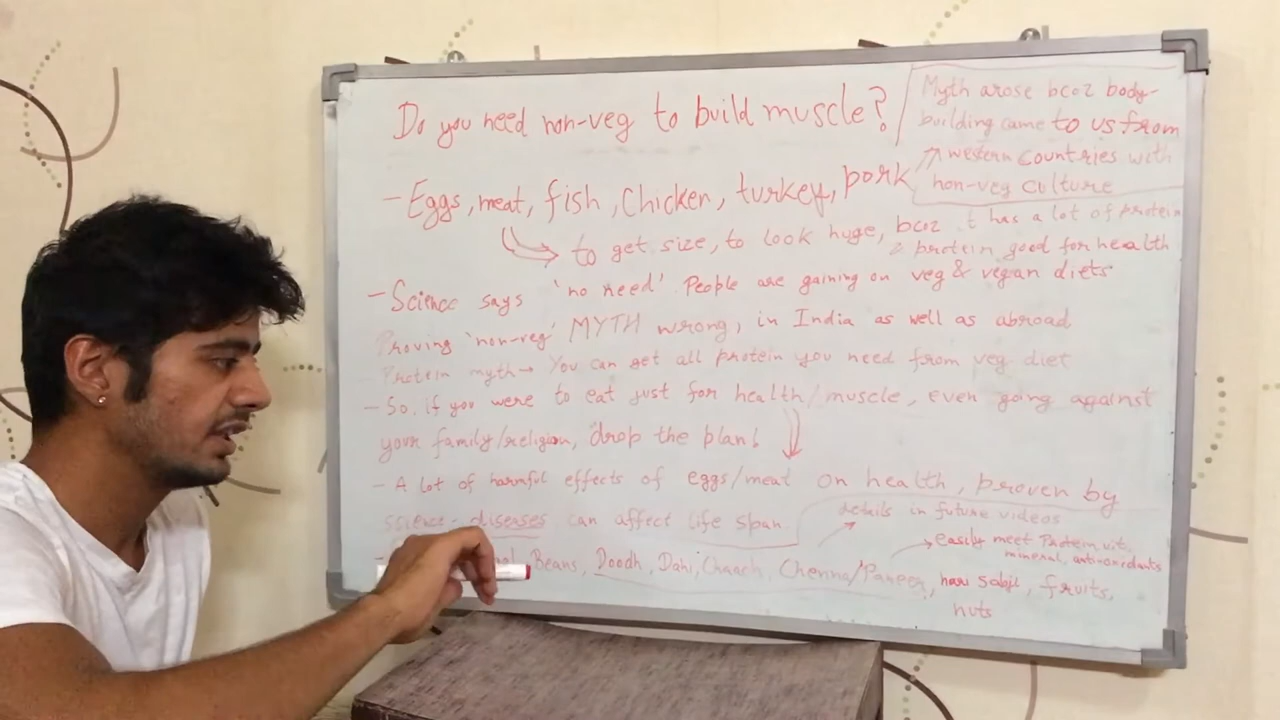 Do you need non-veg to build muscle?
Myth arose bcoz body-
building came to us from
western countries with
non-veg culture
- Eggs, meat, fish, Chicken, turkey, pork
to get size, to look huge, bcoz it has a lot of protein
& protein good for health
- Science says 'no need' People are gaining on veg & vegan diets
Proving 'non-veg' MYTH wrong, in India as well as abroad
Protein myth → You can get all protein you need from veg diet
- So, if you were to eat just for health/muscle, even going against
your family/religion, drop the plan!
- A lot of harmful effects of eggs/meat on health, proven by
science - diseases can affect life span
details in future videos
easily meet Protein, vit.,
mineral, antioxidants
- Beans, Doodh, Dahi, Chaach, Chenna/Paneer, hari sabji, fruits,
nuts